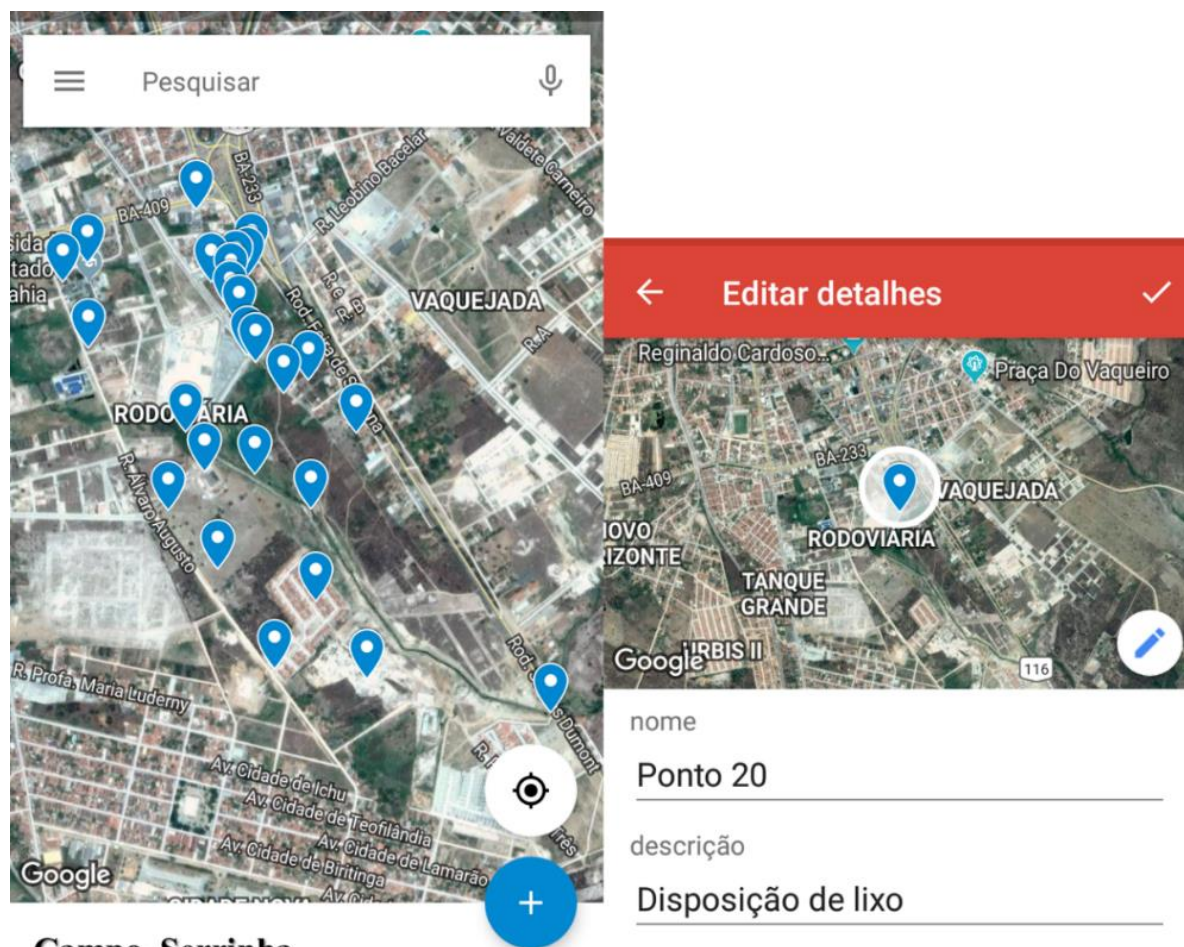 Pesquisar
Valdete Carneiro
BA-233
R. Leobino Bacelar
BA-409
VAQUEJADA
R. e R. B
R. A
RODOVIÁRIA
R. Álvaro Augusto
R. Profa. Maria Luderny
Av. Cidade de Ichu
Av. Cidade de Teofilândia
Av. Cidade de Lamarão
Av. Cidade de Biritinga
Google
Campo Serrinha
Editar detalhes
Reginaldo Cardoso...
Praça Do Vaqueiro
BA-233
BA-409
VAQUEJADA
RODOVIÁRIA
TANQUE
GRANDE
URBIS II
Google
116
nome
Ponto 20
descrição
Disposição de lixo